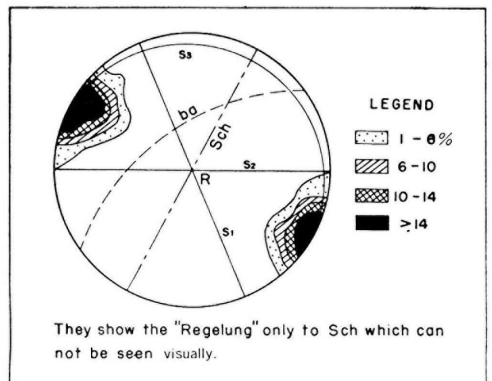 S3
ba
Sch
S2
R
S1
LEGEND
1 - 6%
6 - 10
10 - 14
≥ 14
They show the "Regelung" only to Sch which can
not be seen visually.